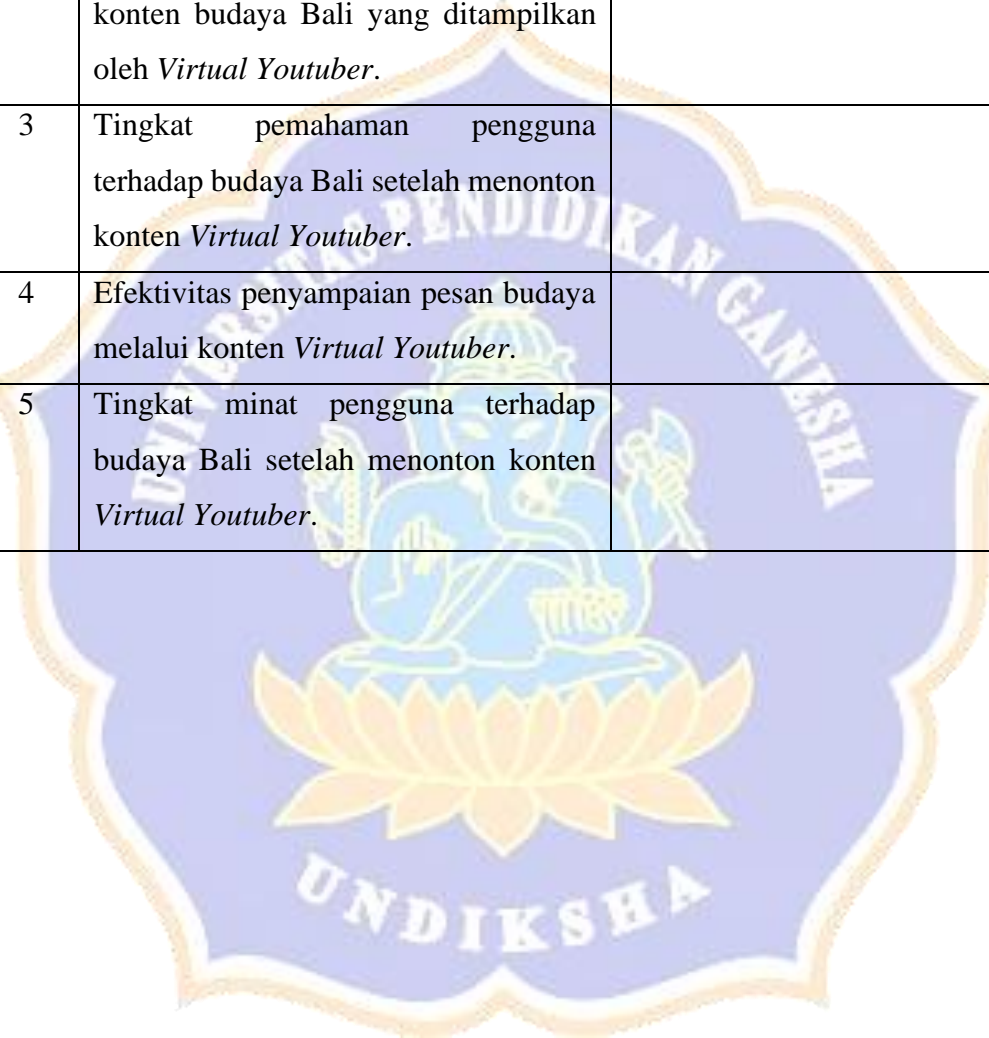 konten budaya Bali yang ditampilkan
oleh Virtual Youtuber.
3 Tingkat pemahaman pengguna
terhadap budaya Bali setelah menonton
konten Virtual Youtuber.
4 Efektivitas penyampaian pesan budaya
melalui konten Virtual Youtuber.
5 Tingkat minat pengguna terhadap
budaya Bali setelah menonton konten
Virtual Youtuber.
UNIVERSITAS PENDIDIKAN GANESHA
UNDIKSHA